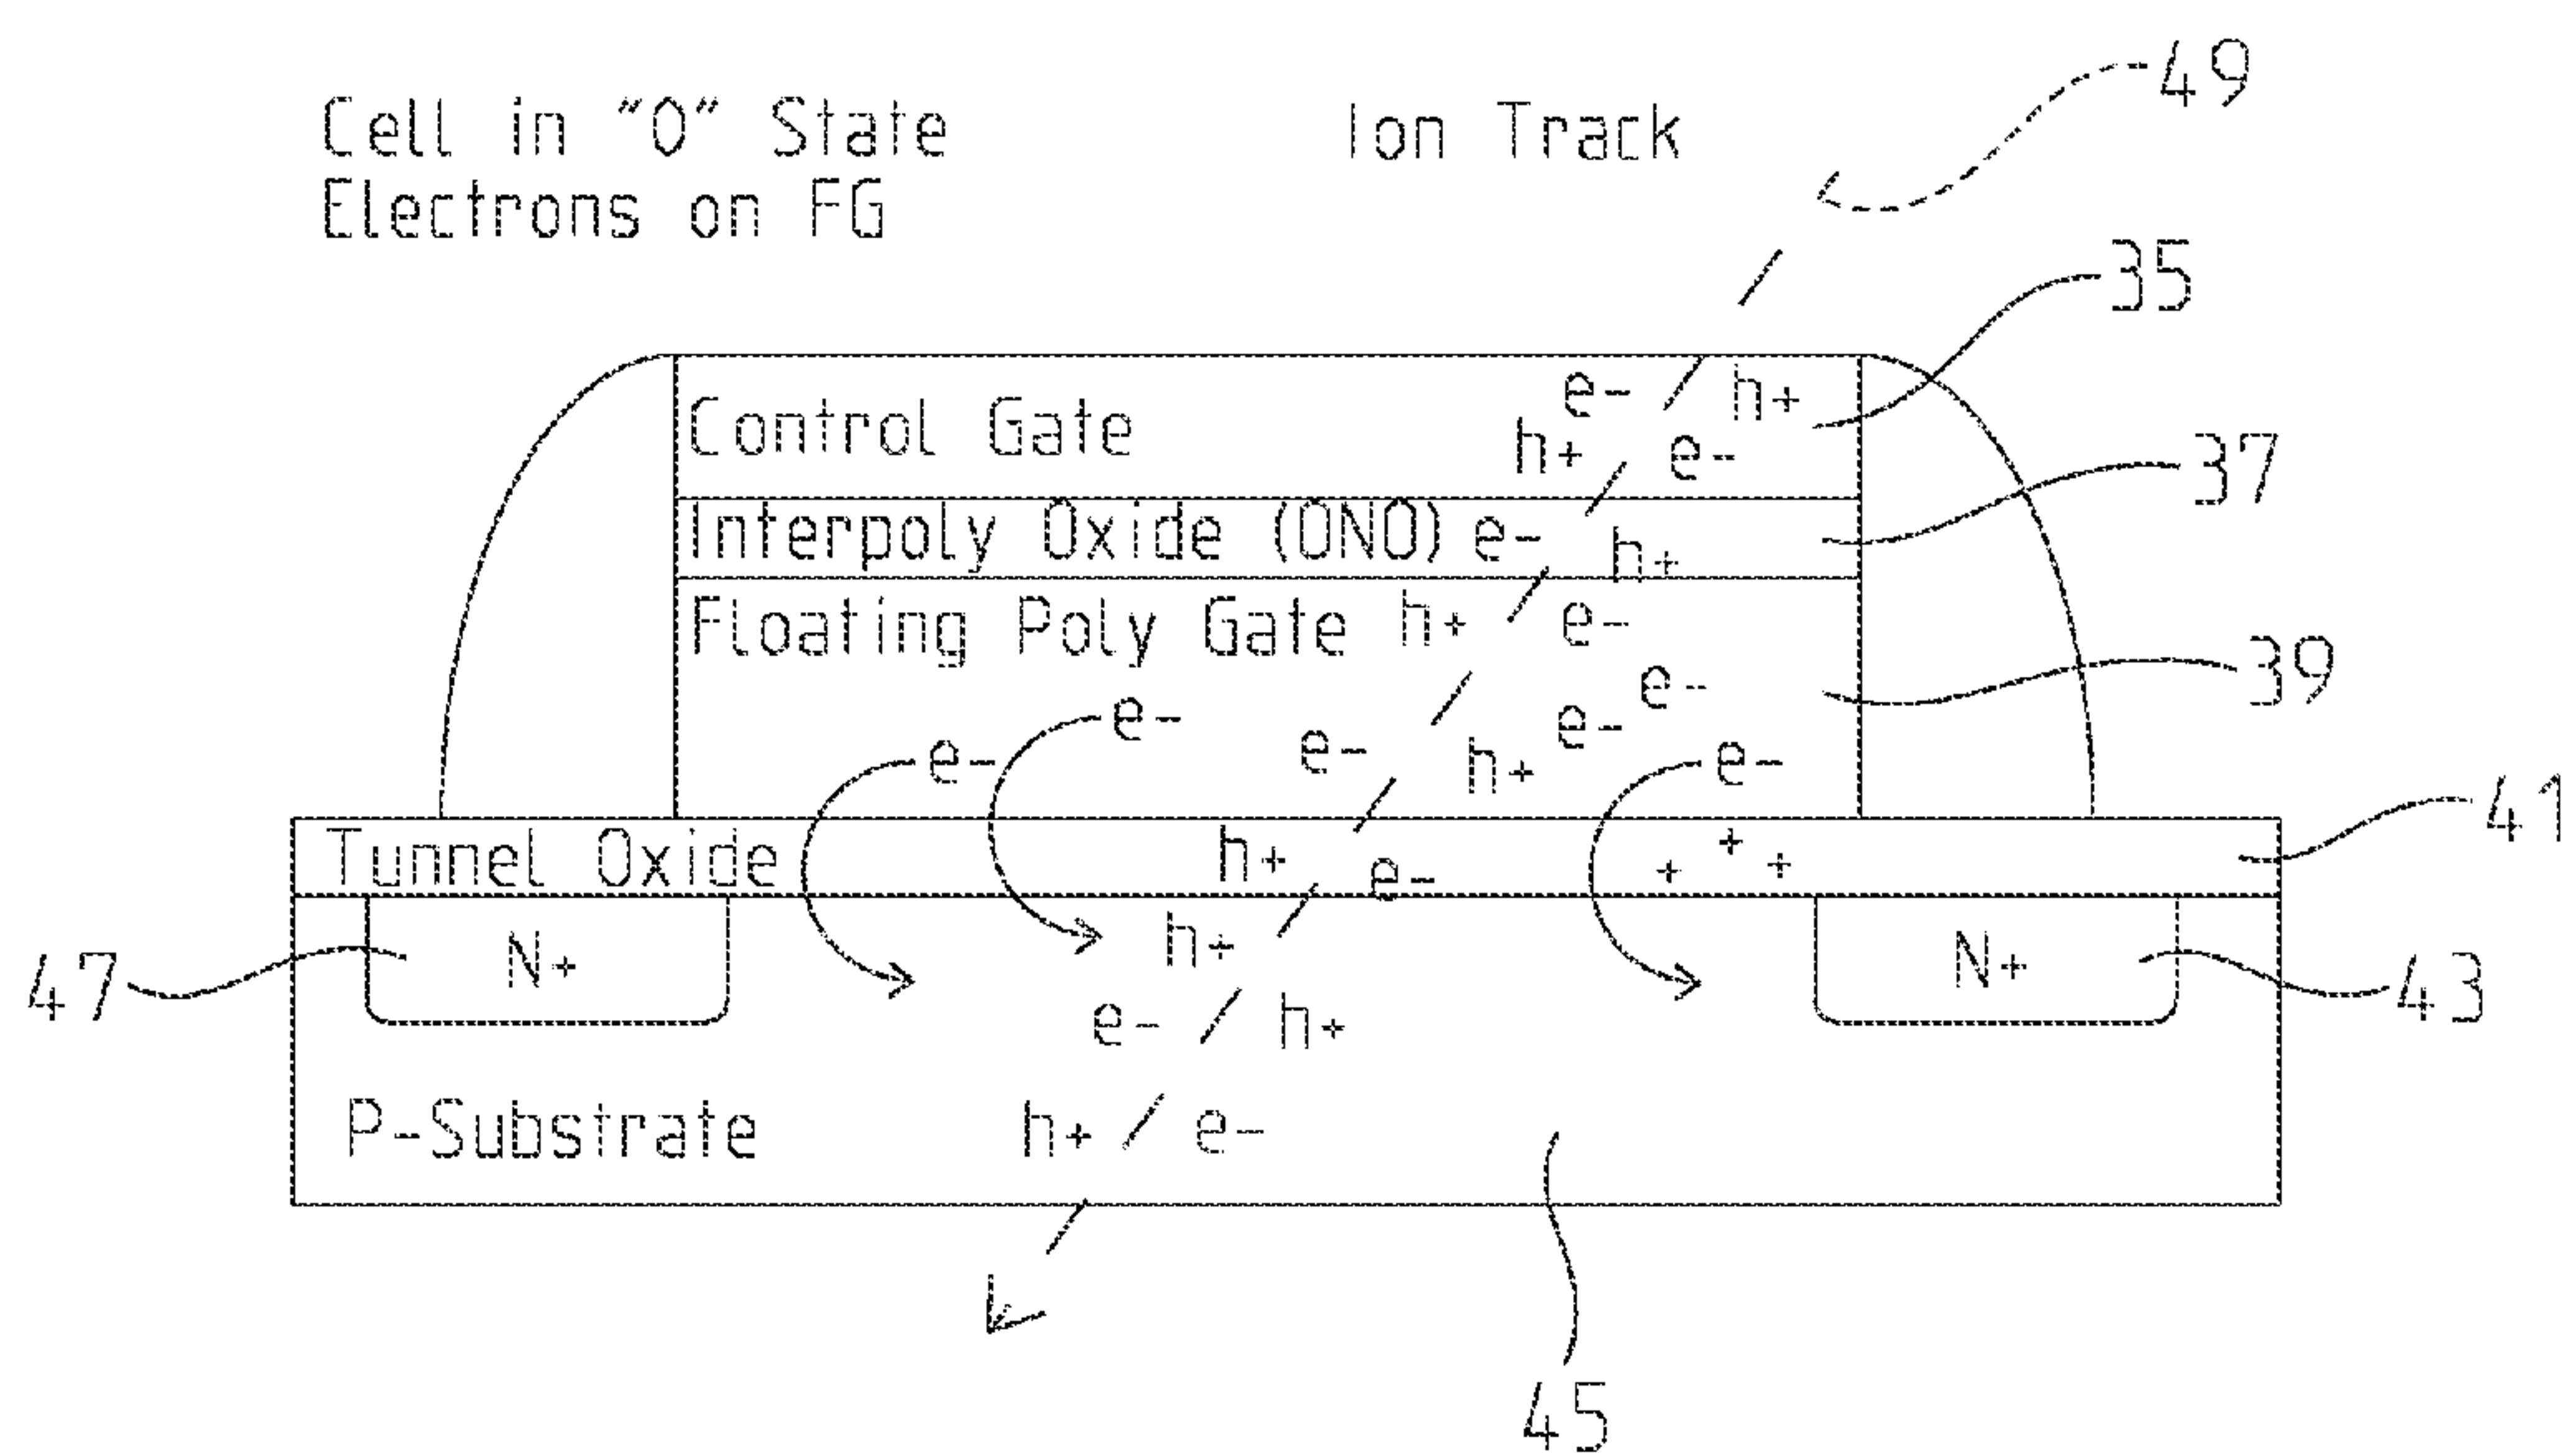 49
Cell in "0" State
Ion Track
Electrons on FG
35
e- h+
Control Gate
h+ e-
37
Interpoly Oxide (ONO) e- h+
Floating Poly Gate h+ e-
39
e-
e- e-
e- e- h+ e-
41
Tunnel Oxide h+ e- + + +
47 N+ h+ N+ 43
e- h+
P-Substrate h+ e-
45